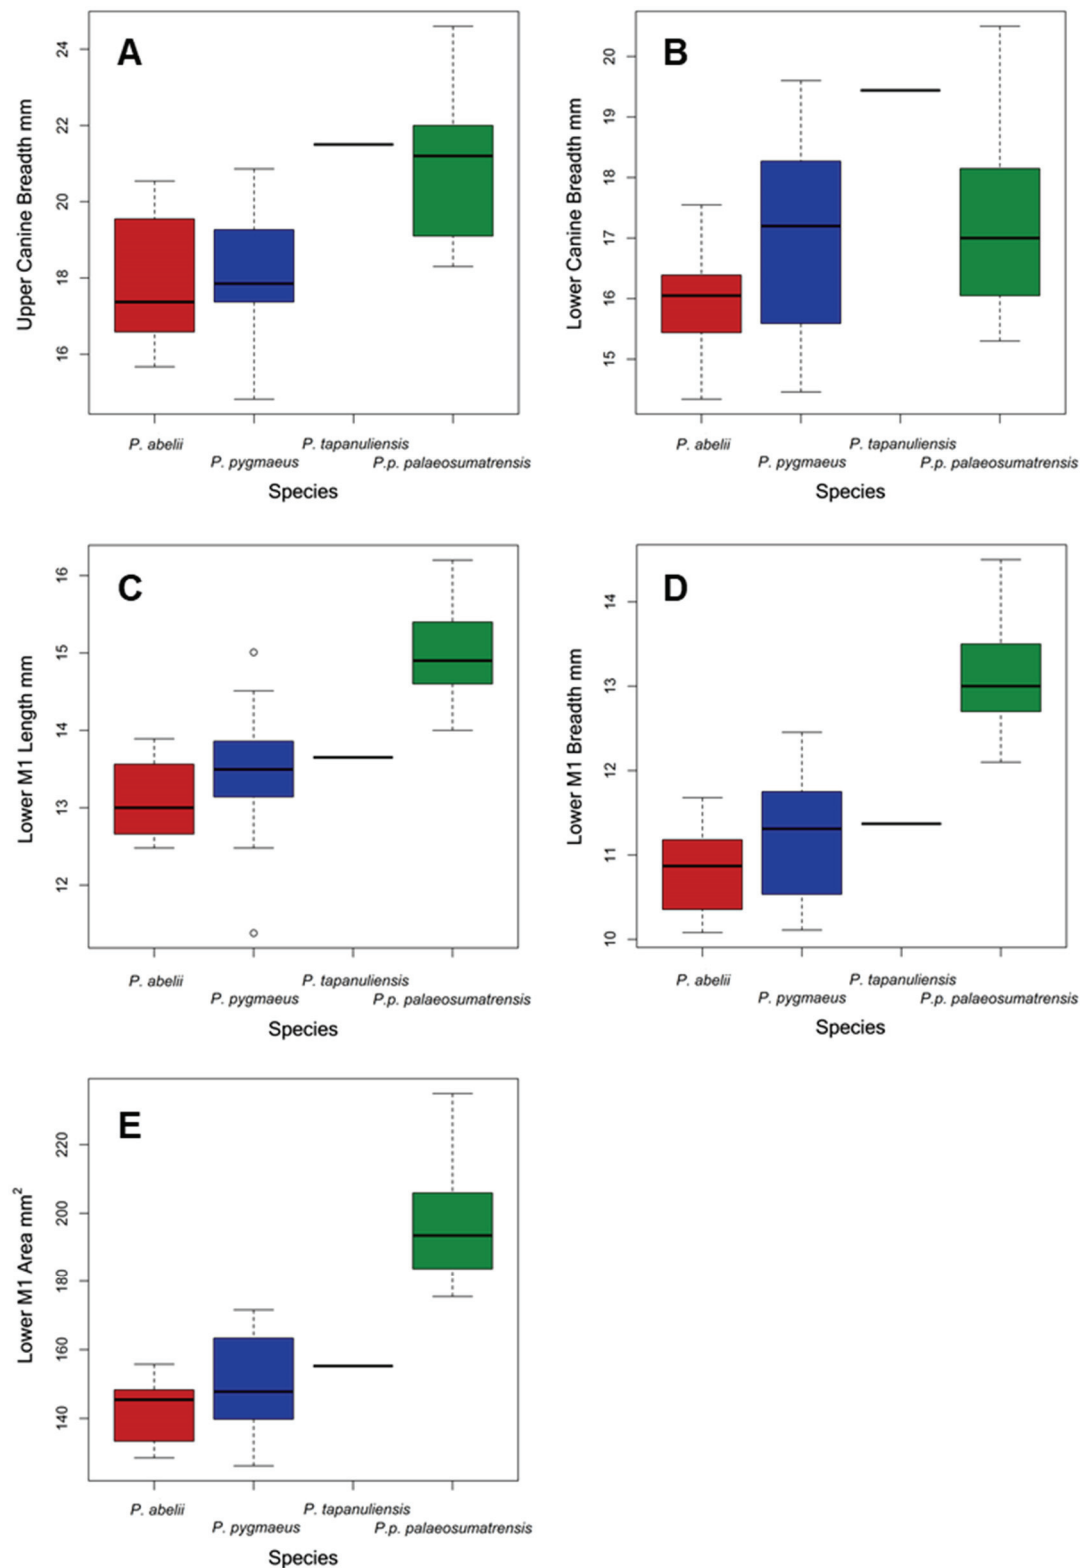 A
Upper Canine Breadth mm
24
22
20
18
16
P. abelii
P. pygmaeus
P. tapanuliensis
P.p. palaeosumatrensis
Species
B
Lower Canine Breadth mm
20
19
18
17
16
15
P. abelii
P. pygmaeus
P. tapanuliensis
P.p. palaeosumatrensis
Species
C
Lower M1 Length mm
16
15
14
13
12
P. abelii
P. pygmaeus
P. tapanuliensis
P.p. palaeosumatrensis
Species
D
Lower M1 Breadth mm
14
13
12
11
10
P. abelii
P. pygmaeus
P. tapanuliensis
P.p. palaeosumatrensis
Species
E
Lower M1 Area mm²
220
200
180
160
140
P. abelii
P. pygmaeus
P. tapanuliensis
P.p. palaeosumatrensis
Species